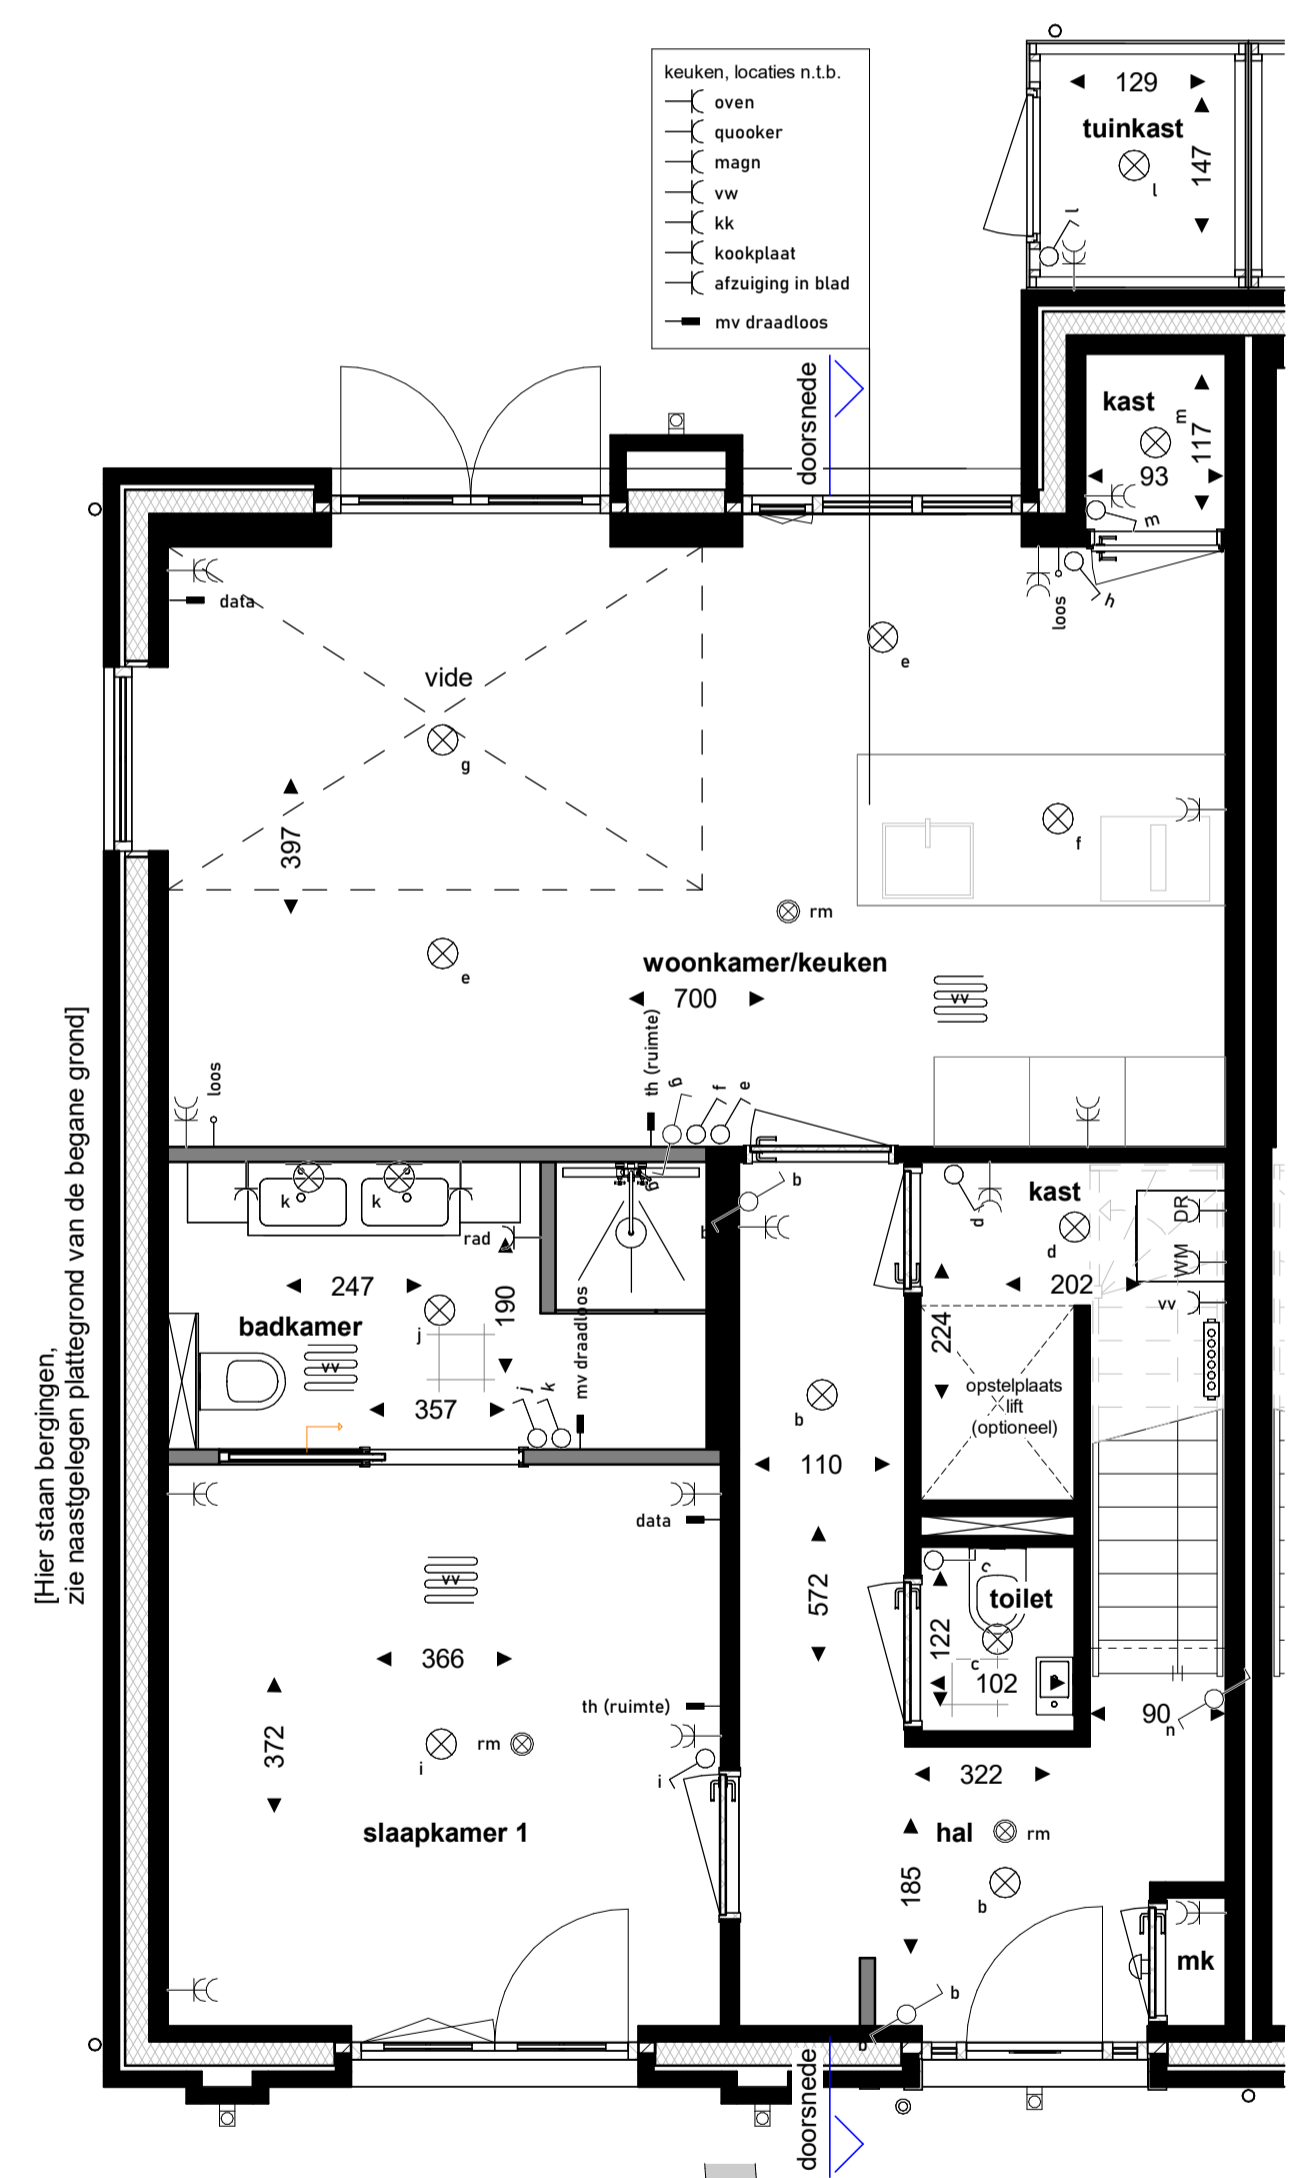 keuken, locaties n.t.b.
oven
quooker
magn
vw
kk
kookplaat
afzuiging in blad
mv draadloos
129
tuinkast
147
l
l
doorsnede
kast
m
117
93
m
h
loos
data
vide
g
e
f
397
rm
e
woonkamer/keuken
700
vv
th (ruimte)
g
f
e
loos
[Hier staan bergingen,
zie naastgelegen plattegrond van de begane grond]
k
k
g
rad
247
190
badkamer
j
vv
mv draadloos
357
j
k
b
b
kast
d
d
DR
WM
202
vv
224
opstelplaats
lift
(optioneel)
b
110
data
vv
572
c
toilet
122
c
102
366
th (ruimte)
90
n
372
i
rm
i
322
slaapkamer 1
hal
rm
185
b
mk
b
b
doorsnede